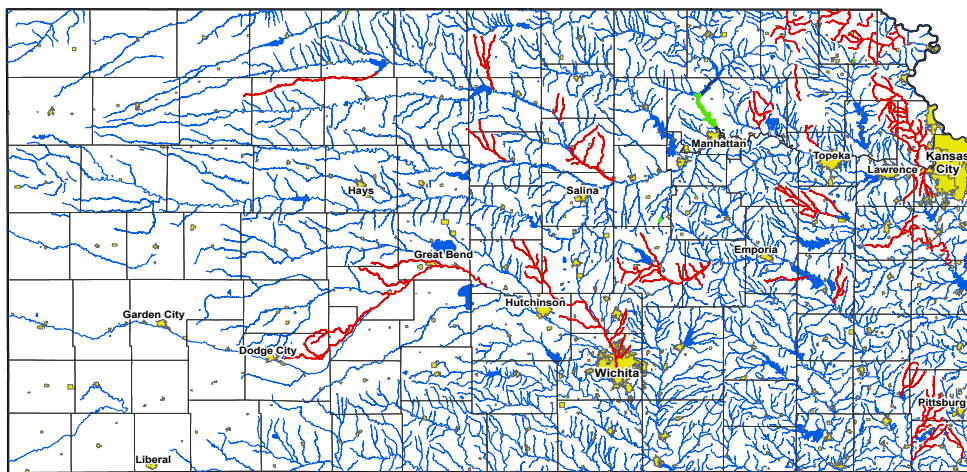 Manhattan
Topeka
Kansas
City
Lawrence
Hays
Salina
Great Bend
Emporia
Hutchinson
Garden City
Dodge City
Wichita
Pittsburg
Liberal